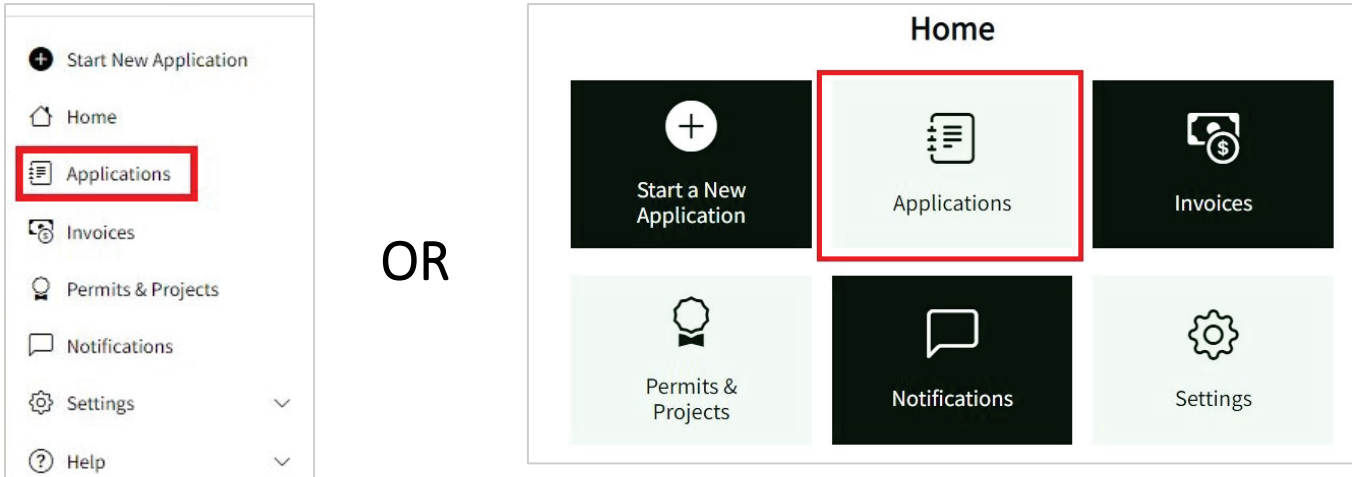 Start New Application
Home
Applications
Invoices
Permits & Projects
Notifications
Settings
Help
OR
Home
Start a New
Application
Applications
Invoices
Permits &
Projects
Notifications
Settings